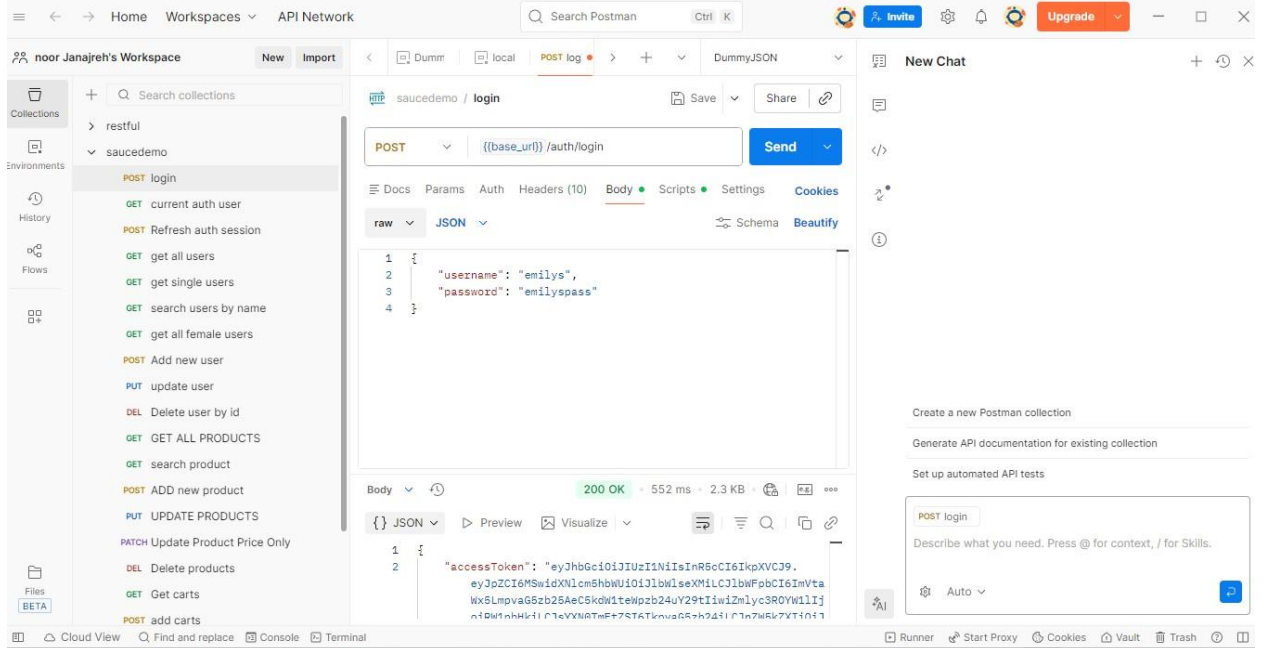 Home Workspaces API Network
Search Postman Ctrl K
Invite
Upgrade
noor Janajreh's Workspace New Import
Dumm local POST log DummyJSON
New Chat
Collections
Environments
History
Flows
Files
BETA
Search collections
restful
saucedemo
POST login
GET current auth user
POST Refresh auth session
GET get all users
GET get single users
GET search users by name
GET get all female users
POST Add new user
PUT update user
DEL Delete user by id
GET GET ALL PRODUCTS
GET search product
POST ADD new product
PUT UPDATE PRODUCTS
PATCH Update Product Price Only
DEL Delete products
GET Get carts
POST add carts
HTTP saucedemo / login Save Share
POST {{base_url}} /auth/login Send
Docs Params Auth Headers (10) Body Scripts Settings Cookies
raw JSON Schema Beautify
1 {
2 "username": "emilys",
3 "password": "emilyspass"
4 }
Body 200 OK 552 ms 2.3 KB e.g.
{} JSON Preview Visualize
1 {
2 "accessToken": "eyJhbGciOiJIUzI1NiIsInR5cCI6IkpXVCJ9.
Create a new Postman collection
Generate API documentation for existing collection
Set up automated API tests
POST login
Describe what you need. Press @ for context, / for Skills.
Auto
AI
Cloud View Find and replace Console Terminal
Runner Start Proxy Cookies Vault Trash